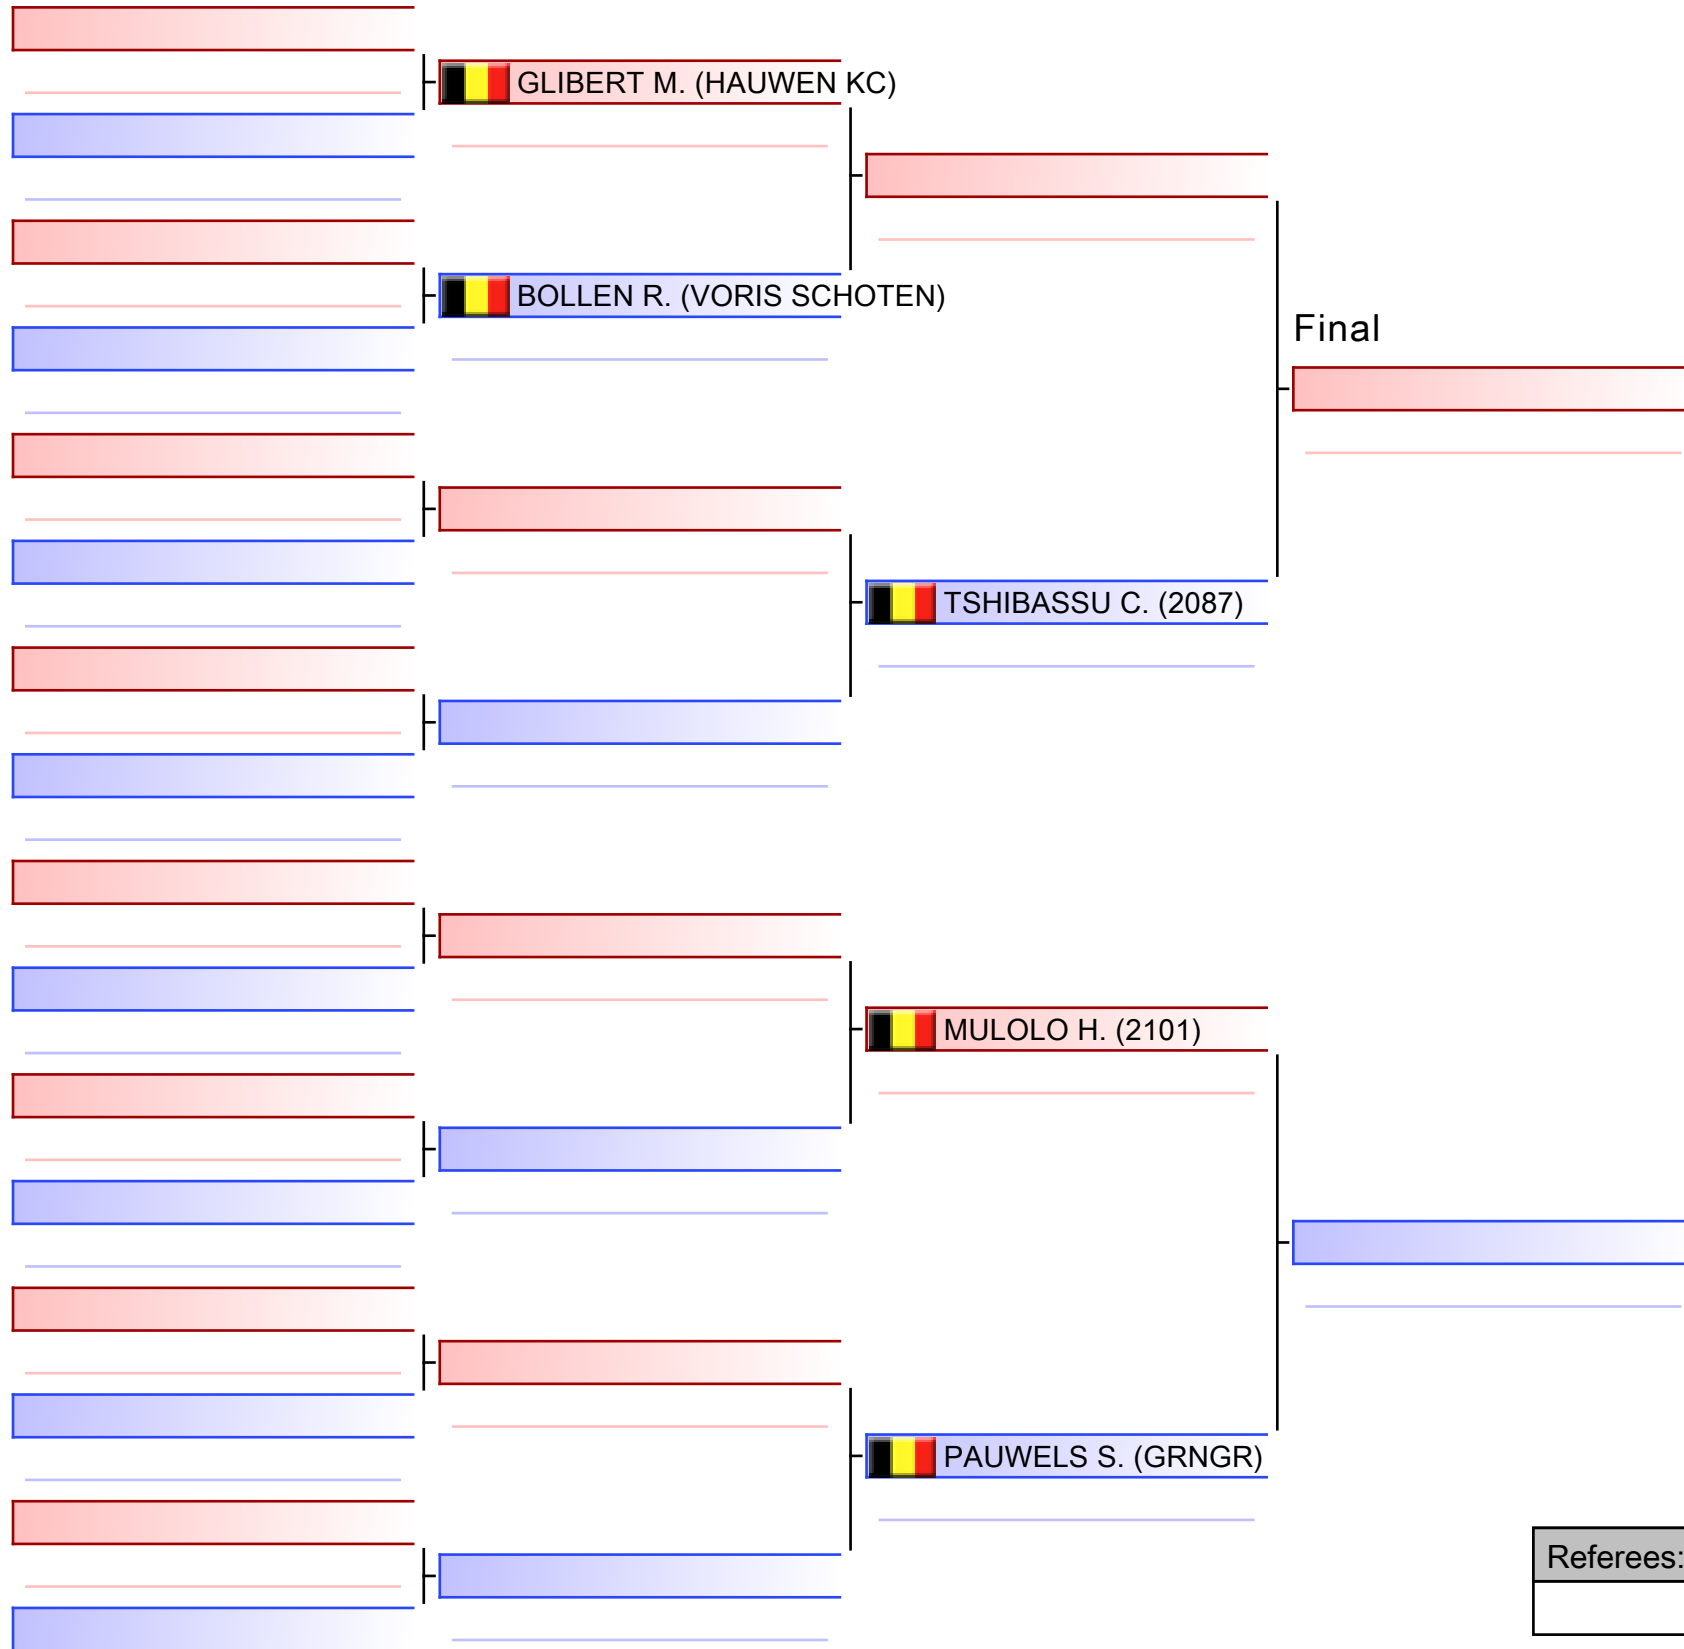 GLIBERT M. (HAUWEN KC)
BOLLEN R. (VORIS SCHOTEN)
Final
TSHIBASSU C. (2087)
MULOLO H. (2101)
PAUWELS S. (GRNGR)
Referees: